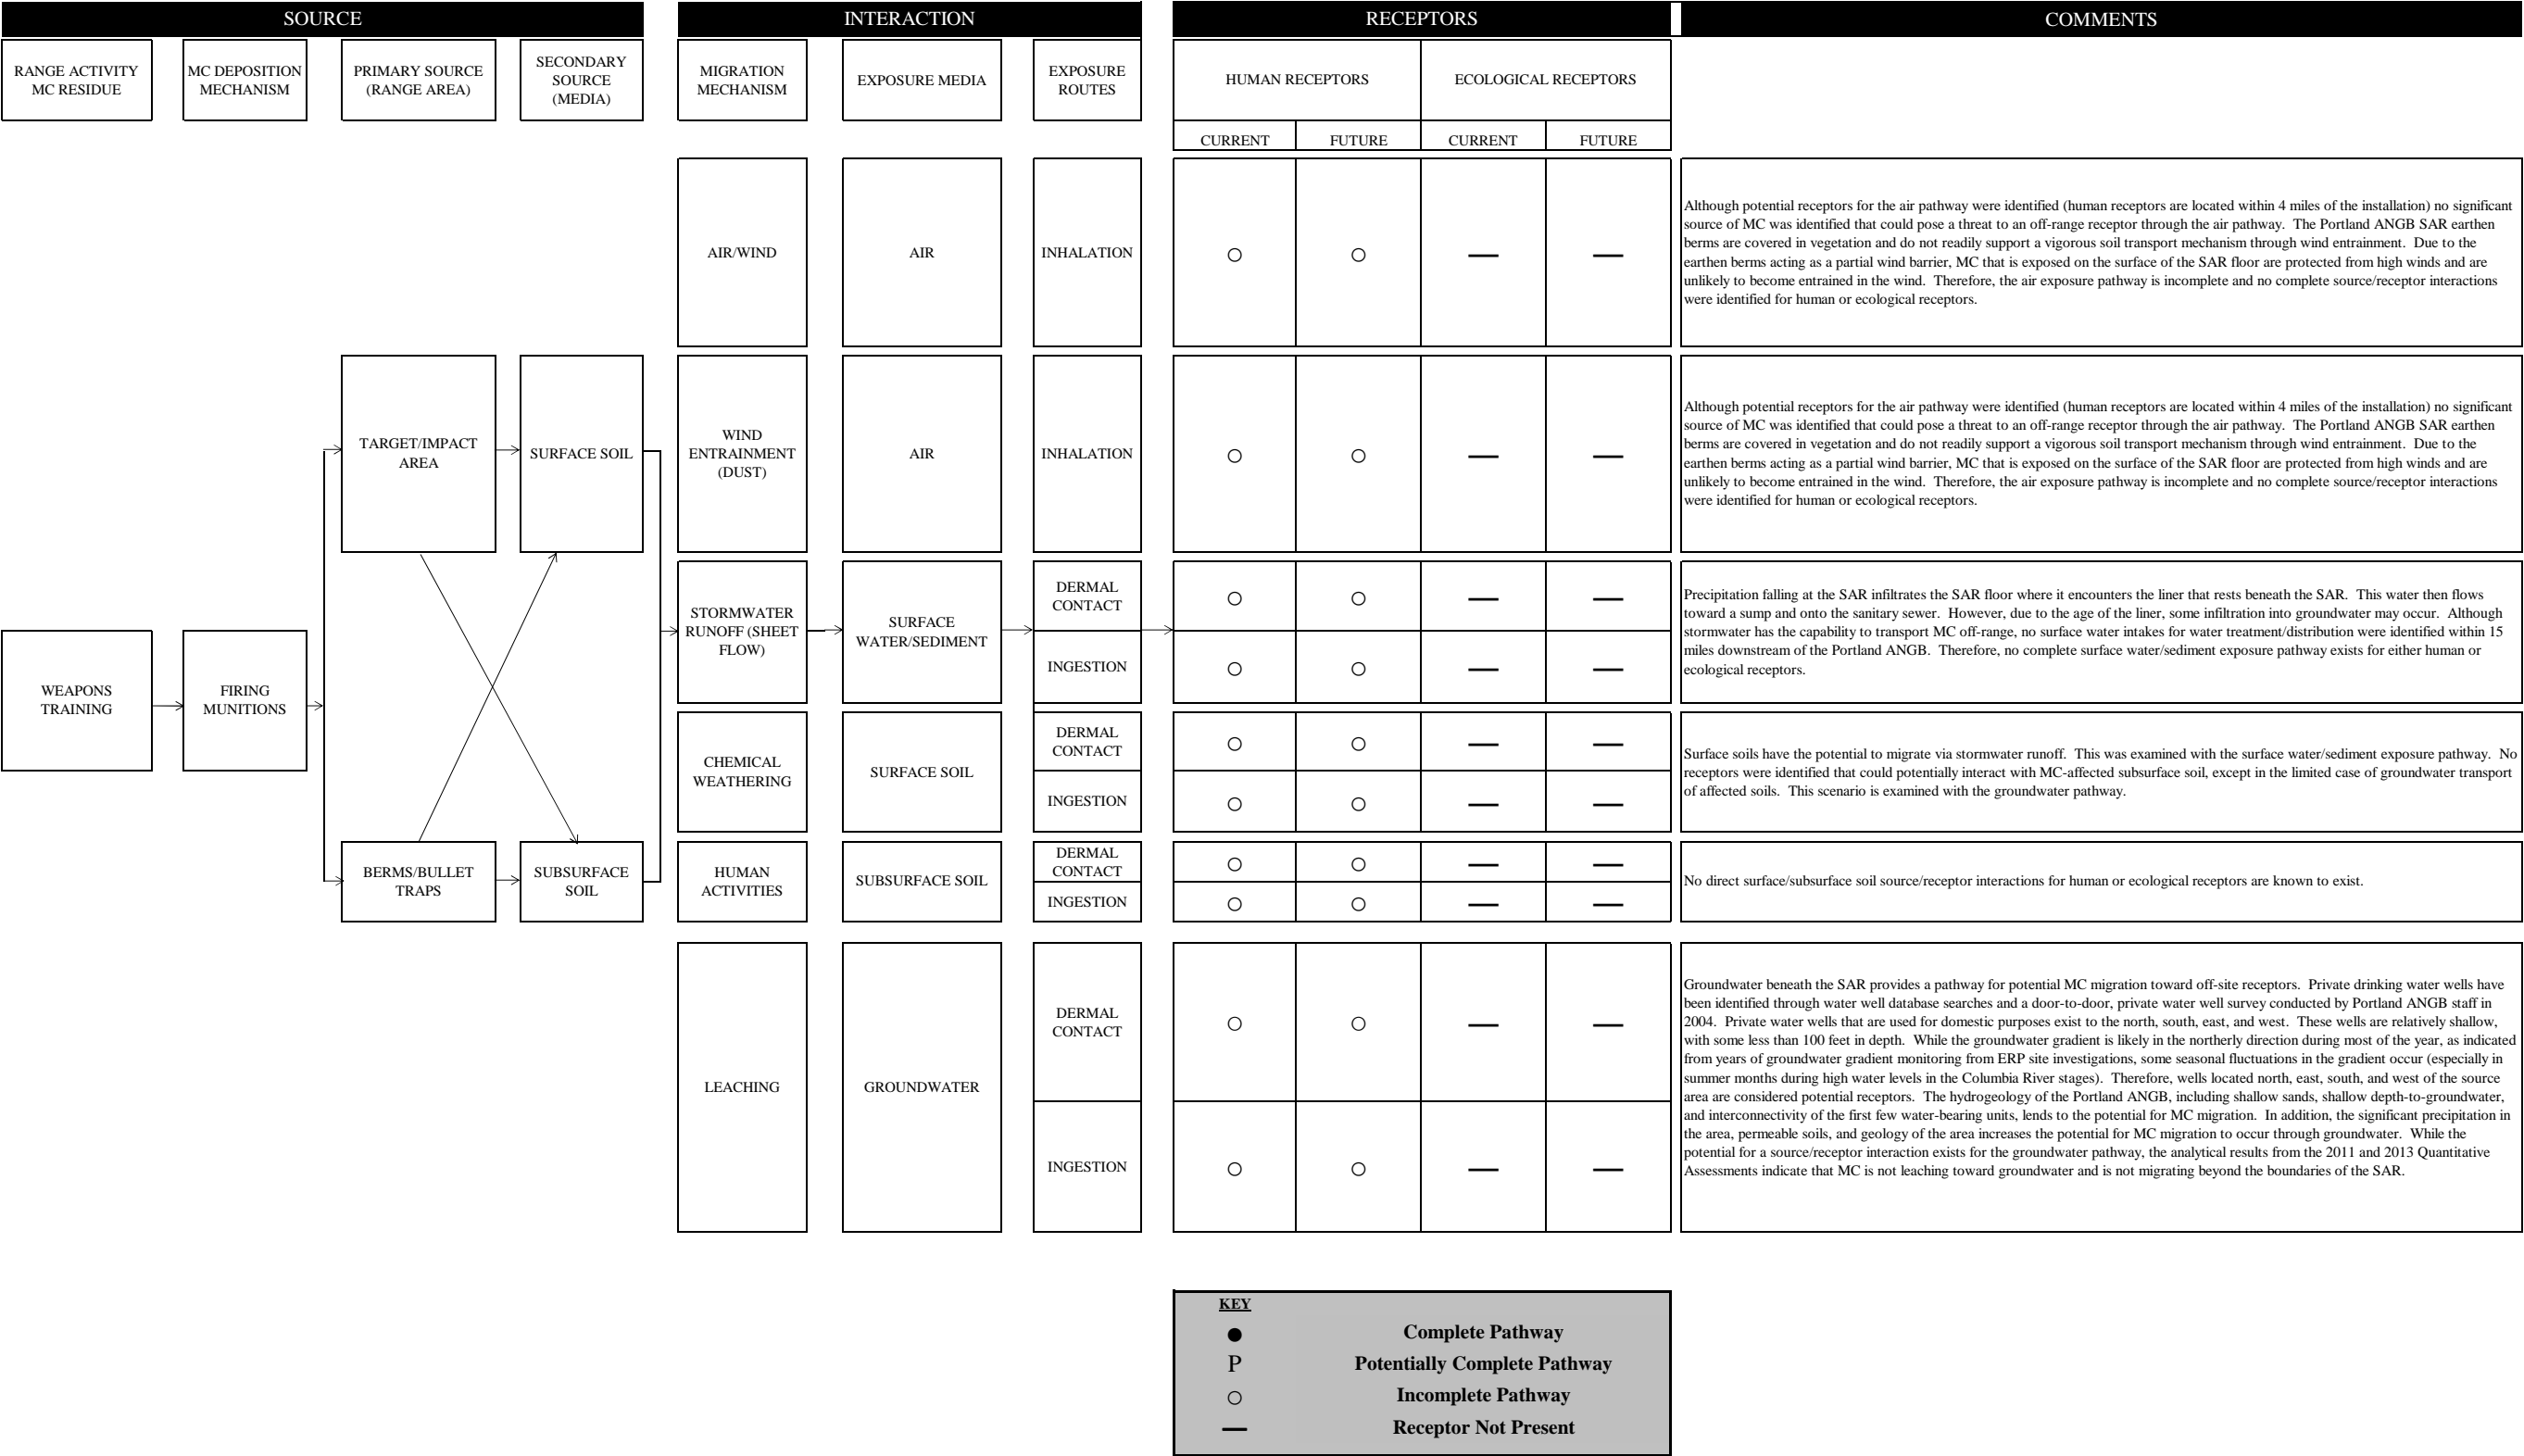 SOURCE
INTERACTION
RECEPTORS
COMMENTS
RANGE ACTIVITY
MC RESIDUE
MC DEPOSITION
MECHANISM
PRIMARY SOURCE
(RANGE AREA)
SECONDARY
SOURCE
(MEDIA)
MIGRATION
MECHANISM
EXPOSURE MEDIA
EXPOSURE
ROUTES
HUMAN RECEPTORS
ECOLOGICAL RECEPTORS
CURRENT
FUTURE
CURRENT
FUTURE
AIR/WIND
AIR
INHALATION
○ ○ — —
Although potential receptors for the air pathway were identified (human receptors are located within 4 miles of the installation) no significant
source of MC was identified that could pose a threat to an off-range receptor through the air pathway. The Portland ANGB SAR earthen
berms are covered in vegetation and do not readily support a vigorous soil transport mechanism through wind entrainment. Due to the
earthen berms acting as a partial wind barrier, MC that is exposed on the surface of the SAR floor are protected from high winds and are
unlikely to become entrained in the wind. Therefore, the air exposure pathway is incomplete and no complete source/receptor interactions
were identified for human or ecological receptors.
TARGET/IMPACT
AREA
SURFACE SOIL
WIND
ENTRAINMENT
(DUST)
AIR
INHALATION
○ ○ — —
Although potential receptors for the air pathway were identified (human receptors are located within 4 miles of the installation) no significant
source of MC was identified that could pose a threat to an off-range receptor through the air pathway. The Portland ANGB SAR earthen
berms are covered in vegetation and do not readily support a vigorous soil transport mechanism through wind entrainment. Due to the
earthen berms acting as a partial wind barrier, MC that is exposed on the surface of the SAR floor are protected from high winds and are
unlikely to become entrained in the wind. Therefore, the air exposure pathway is incomplete and no complete source/receptor interactions
were identified for human or ecological receptors.
WEAPONS
TRAINING
FIRING
MUNITIONS
STORMWATER
RUNOFF (SHEET
FLOW)
SURFACE
WATER/SEDIMENT
DERMAL
CONTACT
○ ○ — —
INGESTION
○ ○ — —
Precipitation falling at the SAR infiltrates the SAR floor where it encounters the liner that rests beneath the SAR. This water then flows
toward a sump and onto the sanitary sewer. However, due to the age of the liner, some infiltration into groundwater may occur. Although
stormwater has the capability to transport MC off-range, no surface water intakes for water treatment/distribution were identified within 15
miles downstream of the Portland ANGB. Therefore, no complete surface water/sediment exposure pathway exists for either human or
ecological receptors.
CHEMICAL
WEATHERING
SURFACE SOIL
DERMAL
CONTACT
○ ○ — —
INGESTION
○ ○ — —
Surface soils have the potential to migrate via stormwater runoff. This was examined with the surface water/sediment exposure pathway. No
receptors were identified that could potentially interact with MC-affected subsurface soil, except in the limited case of groundwater transport
of affected soils. This scenario is examined with the groundwater pathway.
BERMS/BULLET
TRAPS
SUBSURFACE
SOIL
HUMAN
ACTIVITIES
SUBSURFACE SOIL
DERMAL
CONTACT
○ ○ — —
INGESTION
○ ○ — —
No direct surface/subsurface soil source/receptor interactions for human or ecological receptors are known to exist.
LEACHING
GROUNDWATER
DERMAL
CONTACT
○ ○ — —
INGESTION
○ ○ — —
Groundwater beneath the SAR provides a pathway for potential MC migration toward off-site receptors. Private drinking water wells have
been identified through water well database searches and a door-to-door, private water well survey conducted by Portland ANGB staff in
2004. Private water wells that are used for domestic purposes exist to the north, south, east, and west. These wells are relatively shallow,
with some less than 100 feet in depth. While the groundwater gradient is likely in the northerly direction during most of the year, as indicated
from years of groundwater gradient monitoring from ERP site investigations, some seasonal fluctuations in the gradient occur (especially in
summer months during high water levels in the Columbia River stages). Therefore, wells located north, east, south, and west of the source
area are considered potential receptors. The hydrogeology of the Portland ANGB, including shallow sands, shallow depth-to-groundwater,
and interconnectivity of the first few water-bearing units, lends to the potential for MC migration. In addition, the significant precipitation in
the area, permeable soils, and geology of the area increases the potential for MC migration to occur through groundwater. While the
potential for a source/receptor interaction exists for the groundwater pathway, the analytical results from the 2011 and 2013 Quantitative
Assessments indicate that MC is not leaching toward groundwater and is not migrating beyond the boundaries of the SAR.
KEY
● Complete Pathway
P Potentially Complete Pathway
○ Incomplete Pathway
— Receptor Not Present